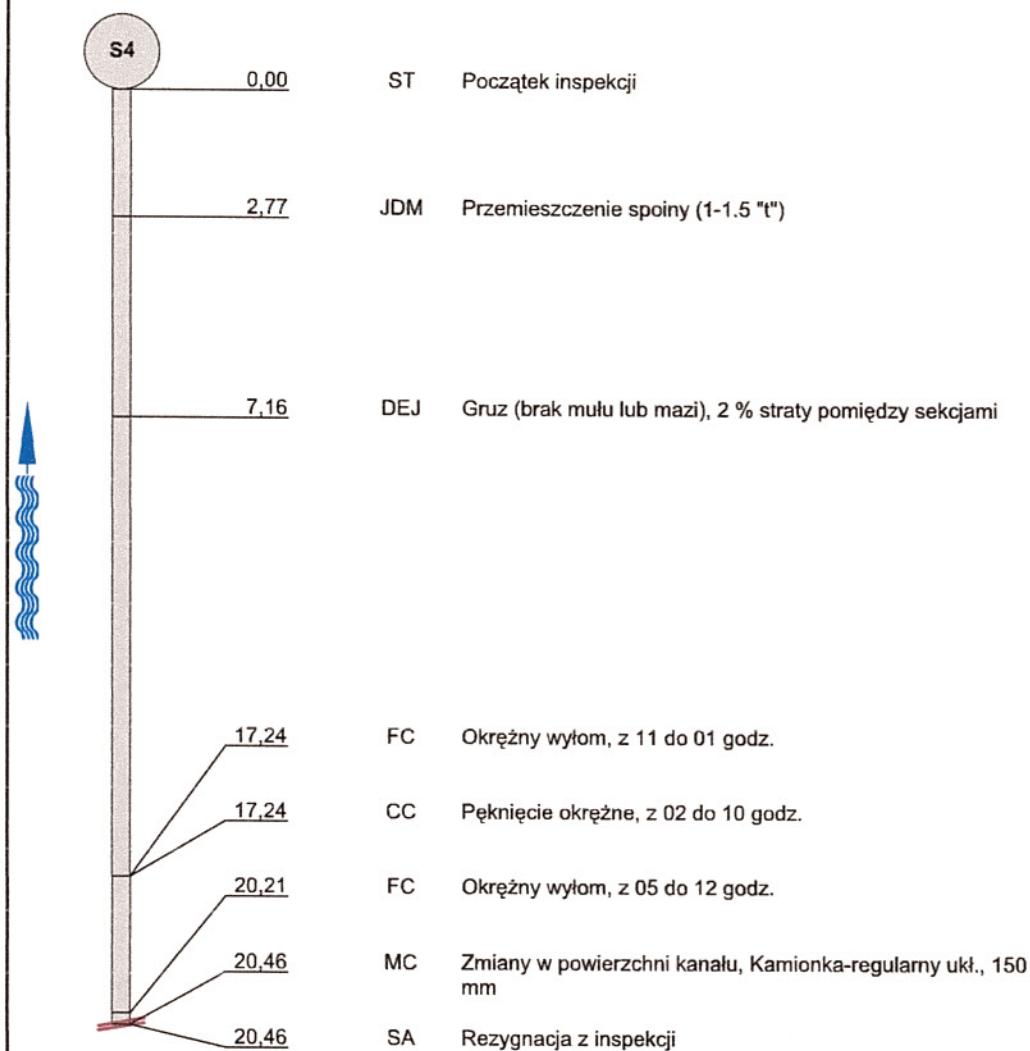 S4
0,00 ST Początek inspekcji
2,77 JDM Przemieszczenie spoiny (1-1.5 "t")
7,16 DEJ Gruz (brak mułu lub mazi), 2 % straty pomiędzy sekcjami
17,24 FC Okrężny wyłom, z 11 do 01 godz.
17,24 CC Pęknięcie okrężne, z 02 do 10 godz.
20,21 FC Okrężny wyłom, z 05 do 12 godz.
20,46 MC Zmiany w powierzchni kanału, Kamionka-regularny ukł., 150
mm
20,46 SA Rezygnacja z inspekcji